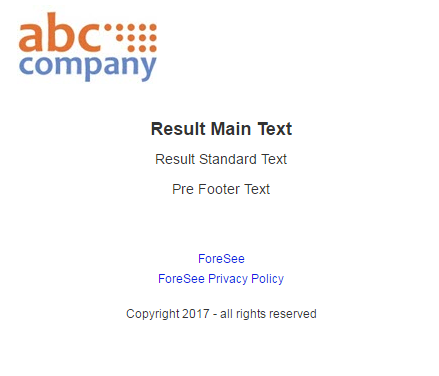 abc
company
Result Main Text
Result Standard Text
Pre Footer Text
ForeSee
ForeSee Privacy Policy
Copyright 2017 - all rights reserved